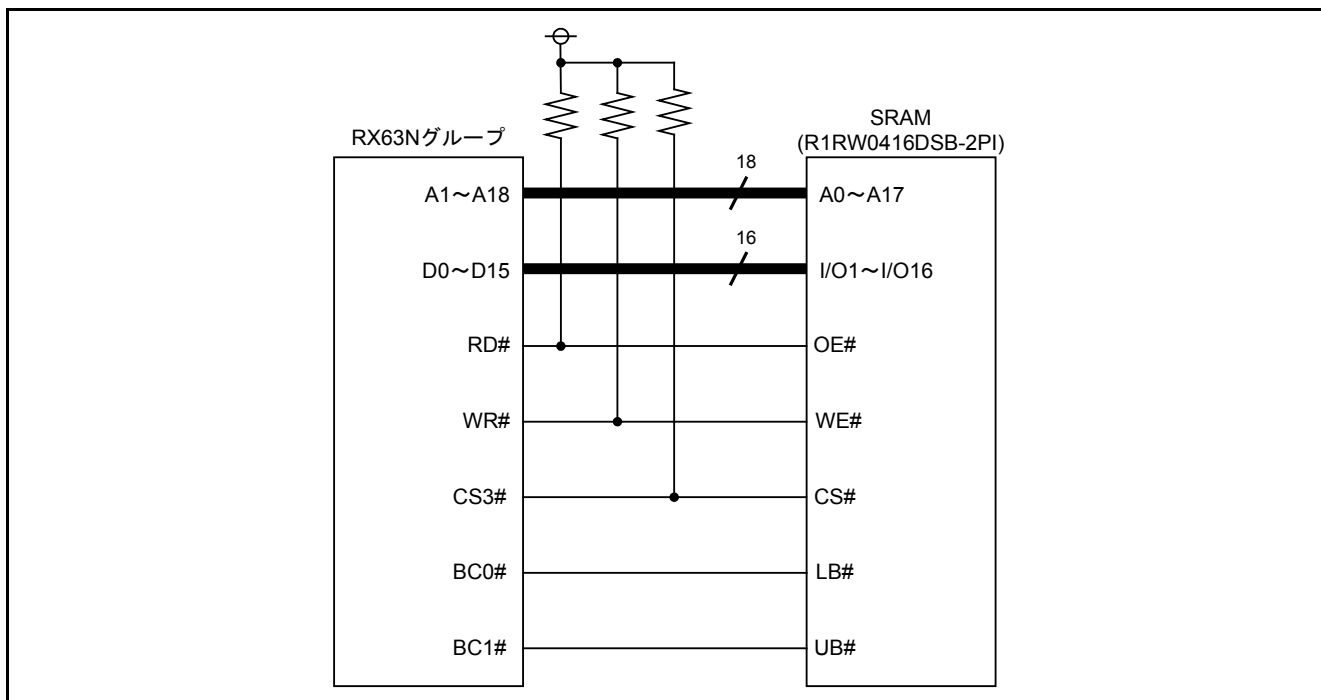 RX63Nグループ
SRAM
(R1RW0416DSB-2PI)
A1～A18
18
A0～A17
D0～D15
16
I/O1～I/O16
RD#
OE#
WR#
WE#
CS3#
CS#
BC0#
LB#
BC1#
UB#